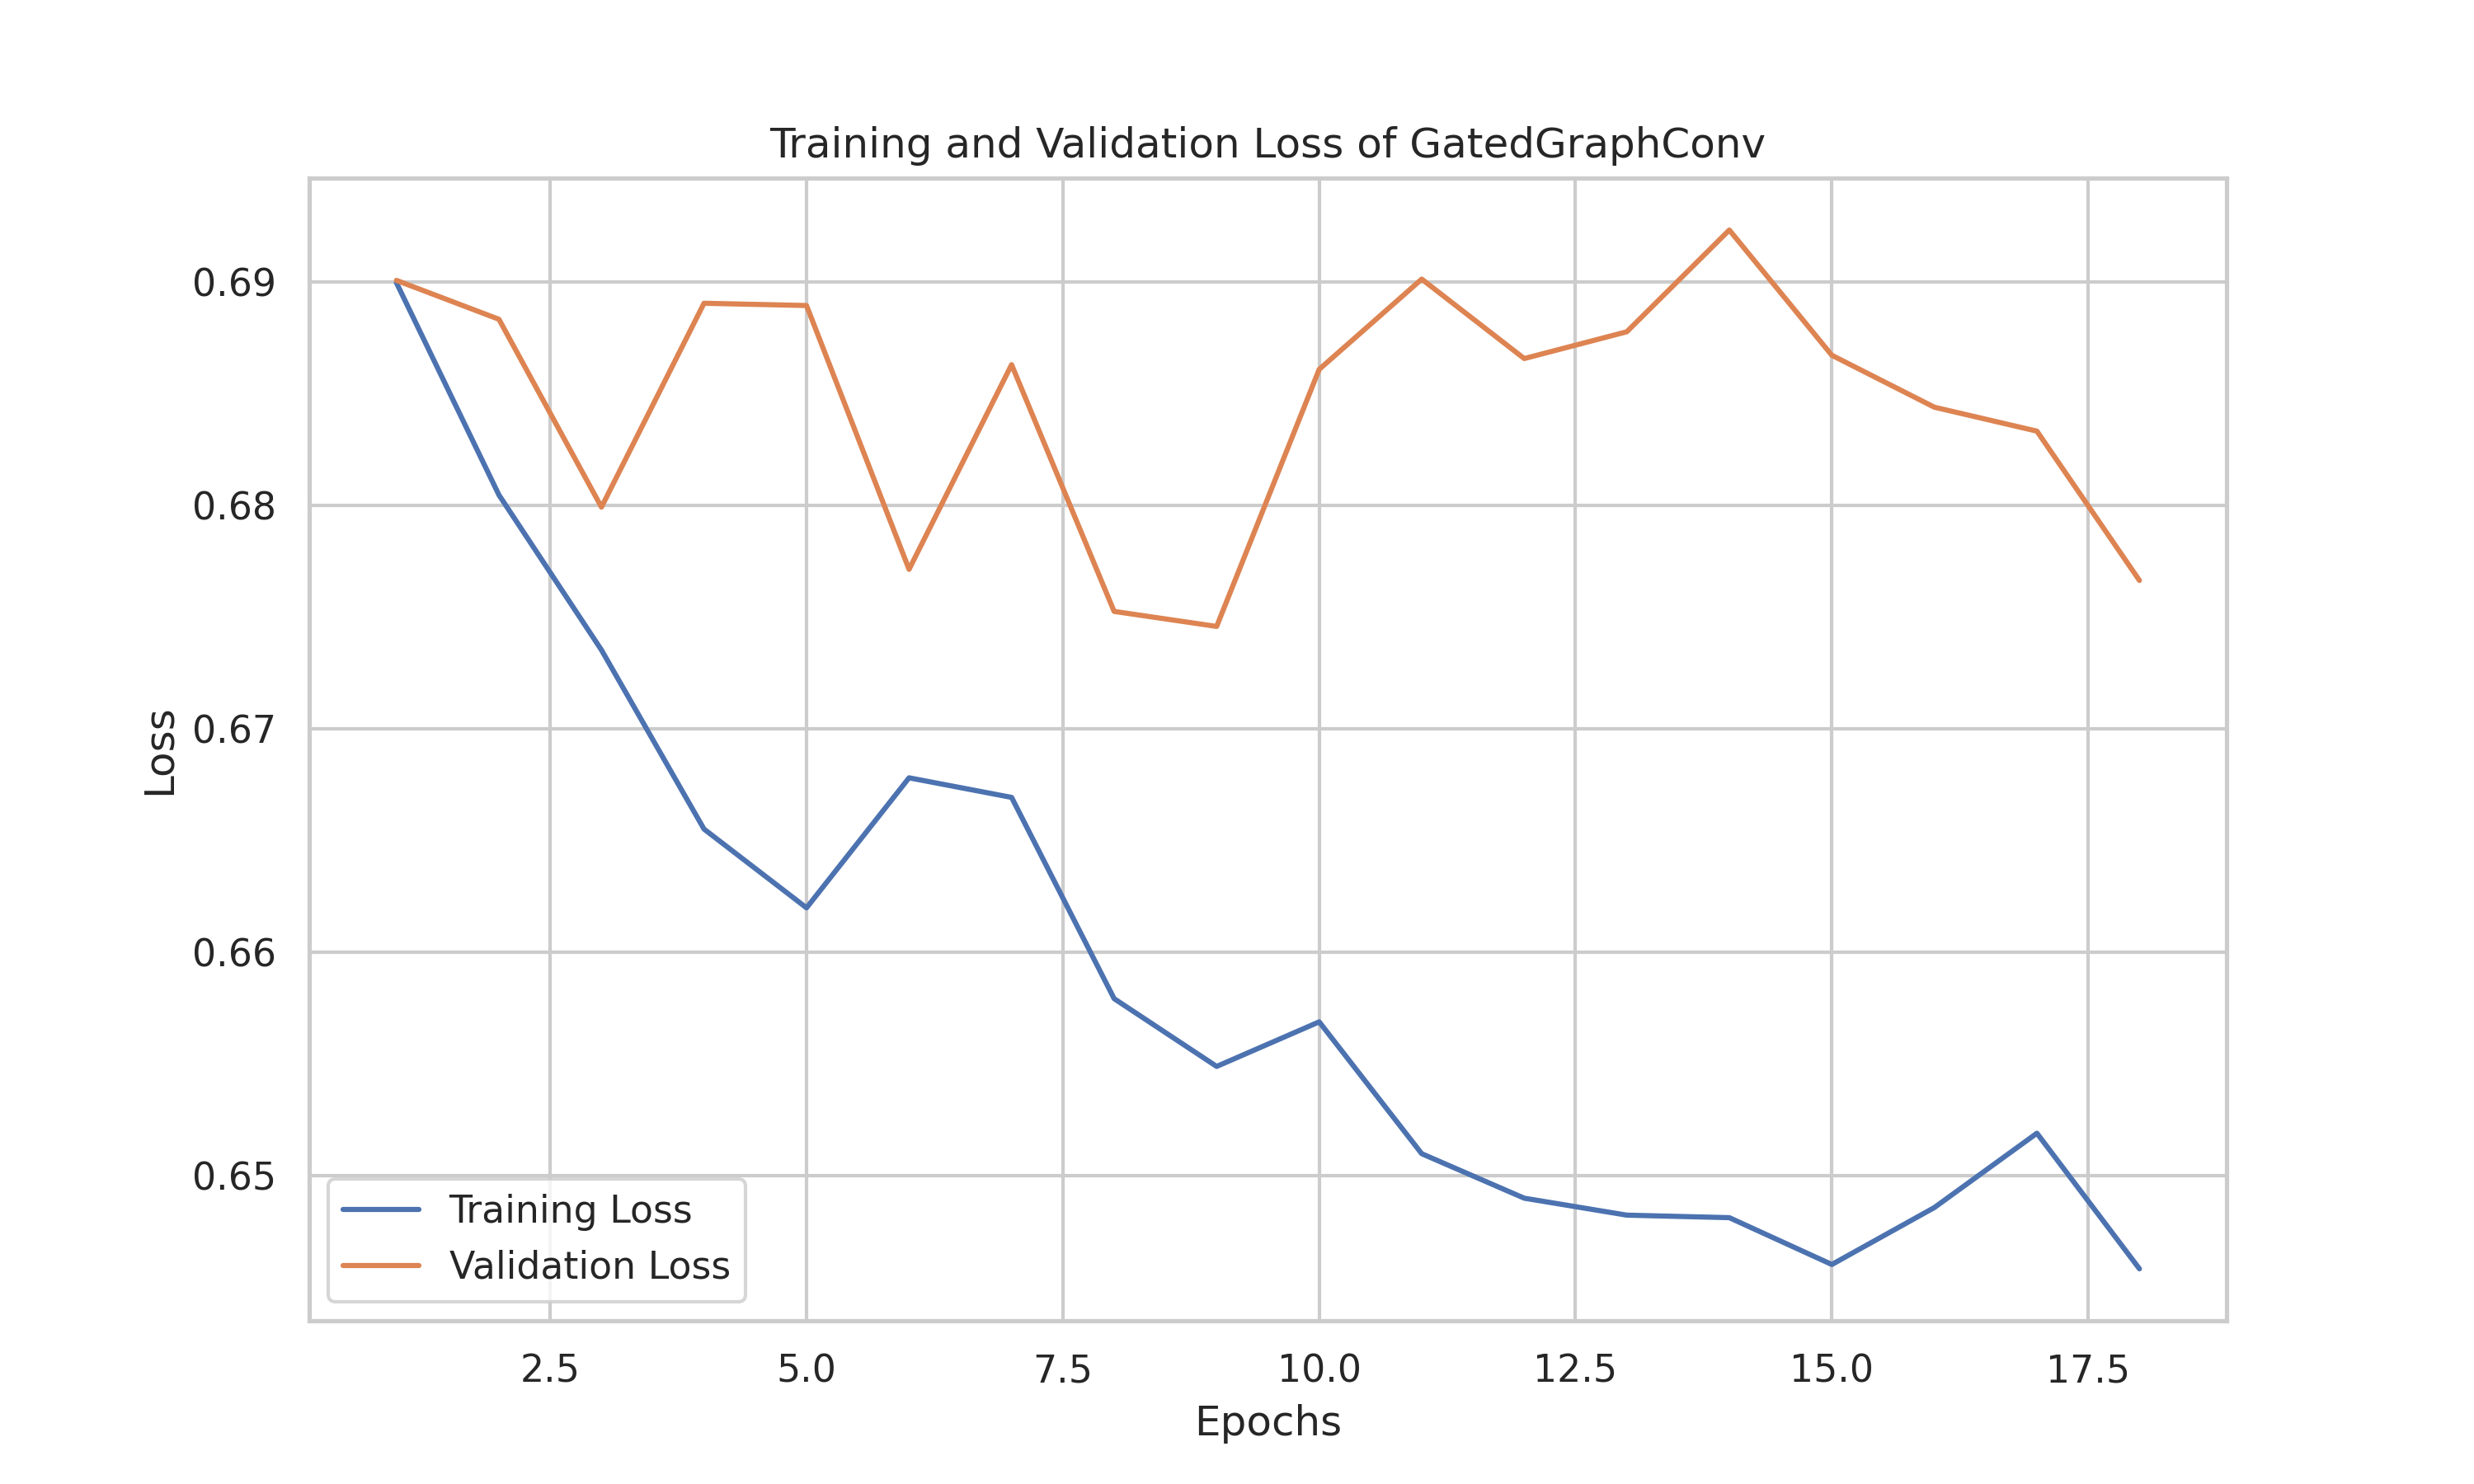 Training and Validation Loss of GatedGraphConv
Loss
0.69
0.68
0.67
0.66
0.65
Training Loss
Validation Loss
2.5 5.0 7.5 10.0 12.5 15.0 17.5
Epochs